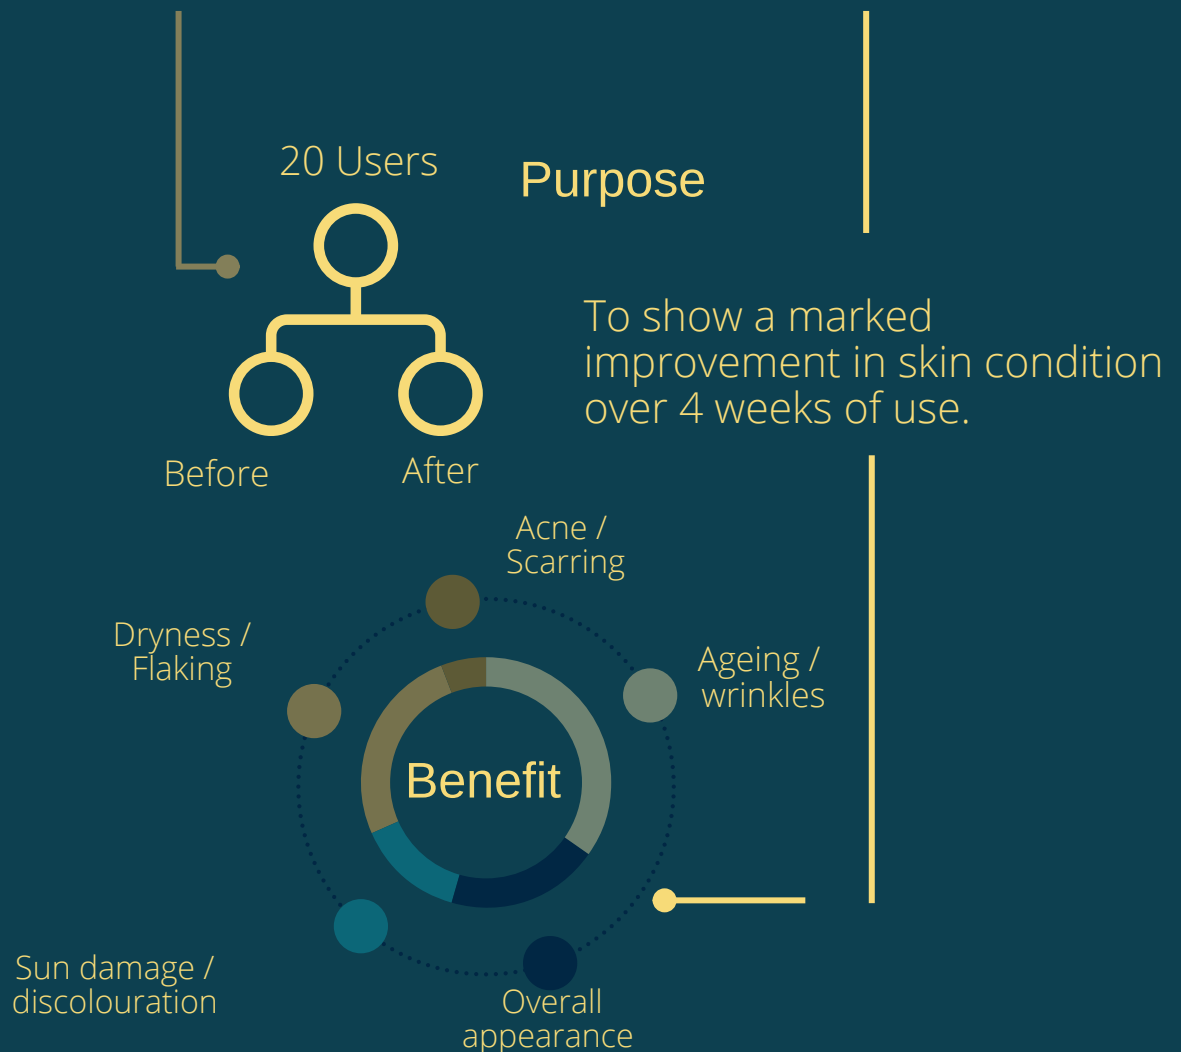 20 Users
Purpose
To show a marked
improvement in skin condition
over 4 weeks of use.
Before
After
Acne /
Scarring
Dryness /
Flaking
Ageing /
wrinkles
Benefit
Sun damage /
discolouration
Overall
appearance